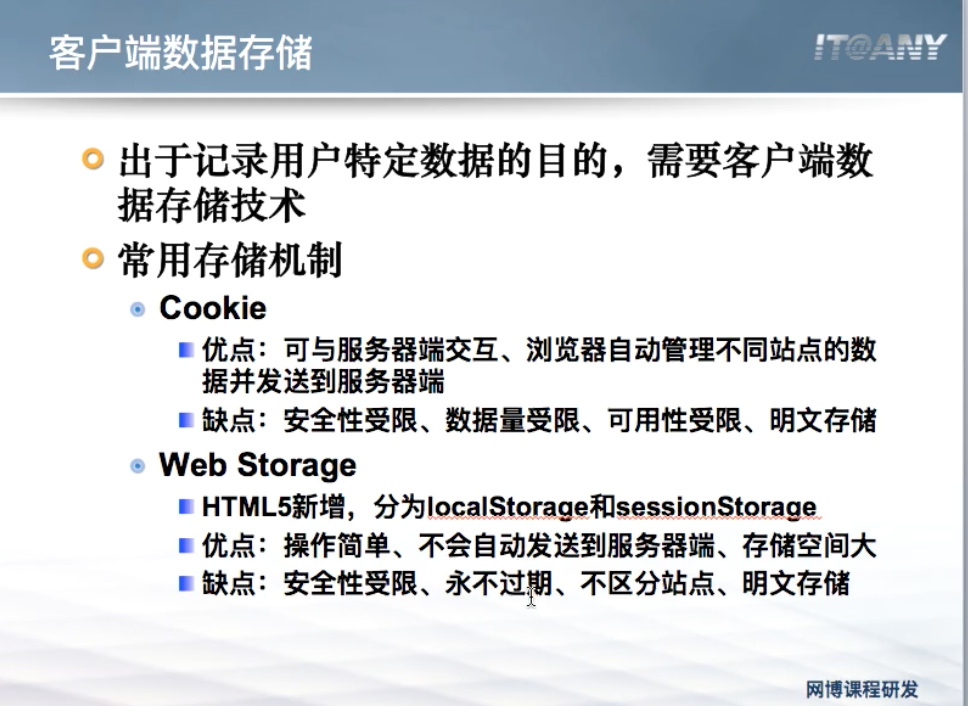 客户端数据存储
IT@ANY
出于记录用户特定数据的目的，需要客户端数
据存储技术
常用存储机制
Cookie
优点：可与服务器端交互、浏览器自动管理不同站点的数
据并发送到服务器端
缺点：安全性受限、数据量受限、可用性受限、明文存储
Web Storage
HTML5新增，分为localStorage和sessionStorage
优点：操作简单、不会自动发送到服务器端、存储空间大
缺点：安全性受限、永不过期、不区分站点、明文存储
网博课程研发